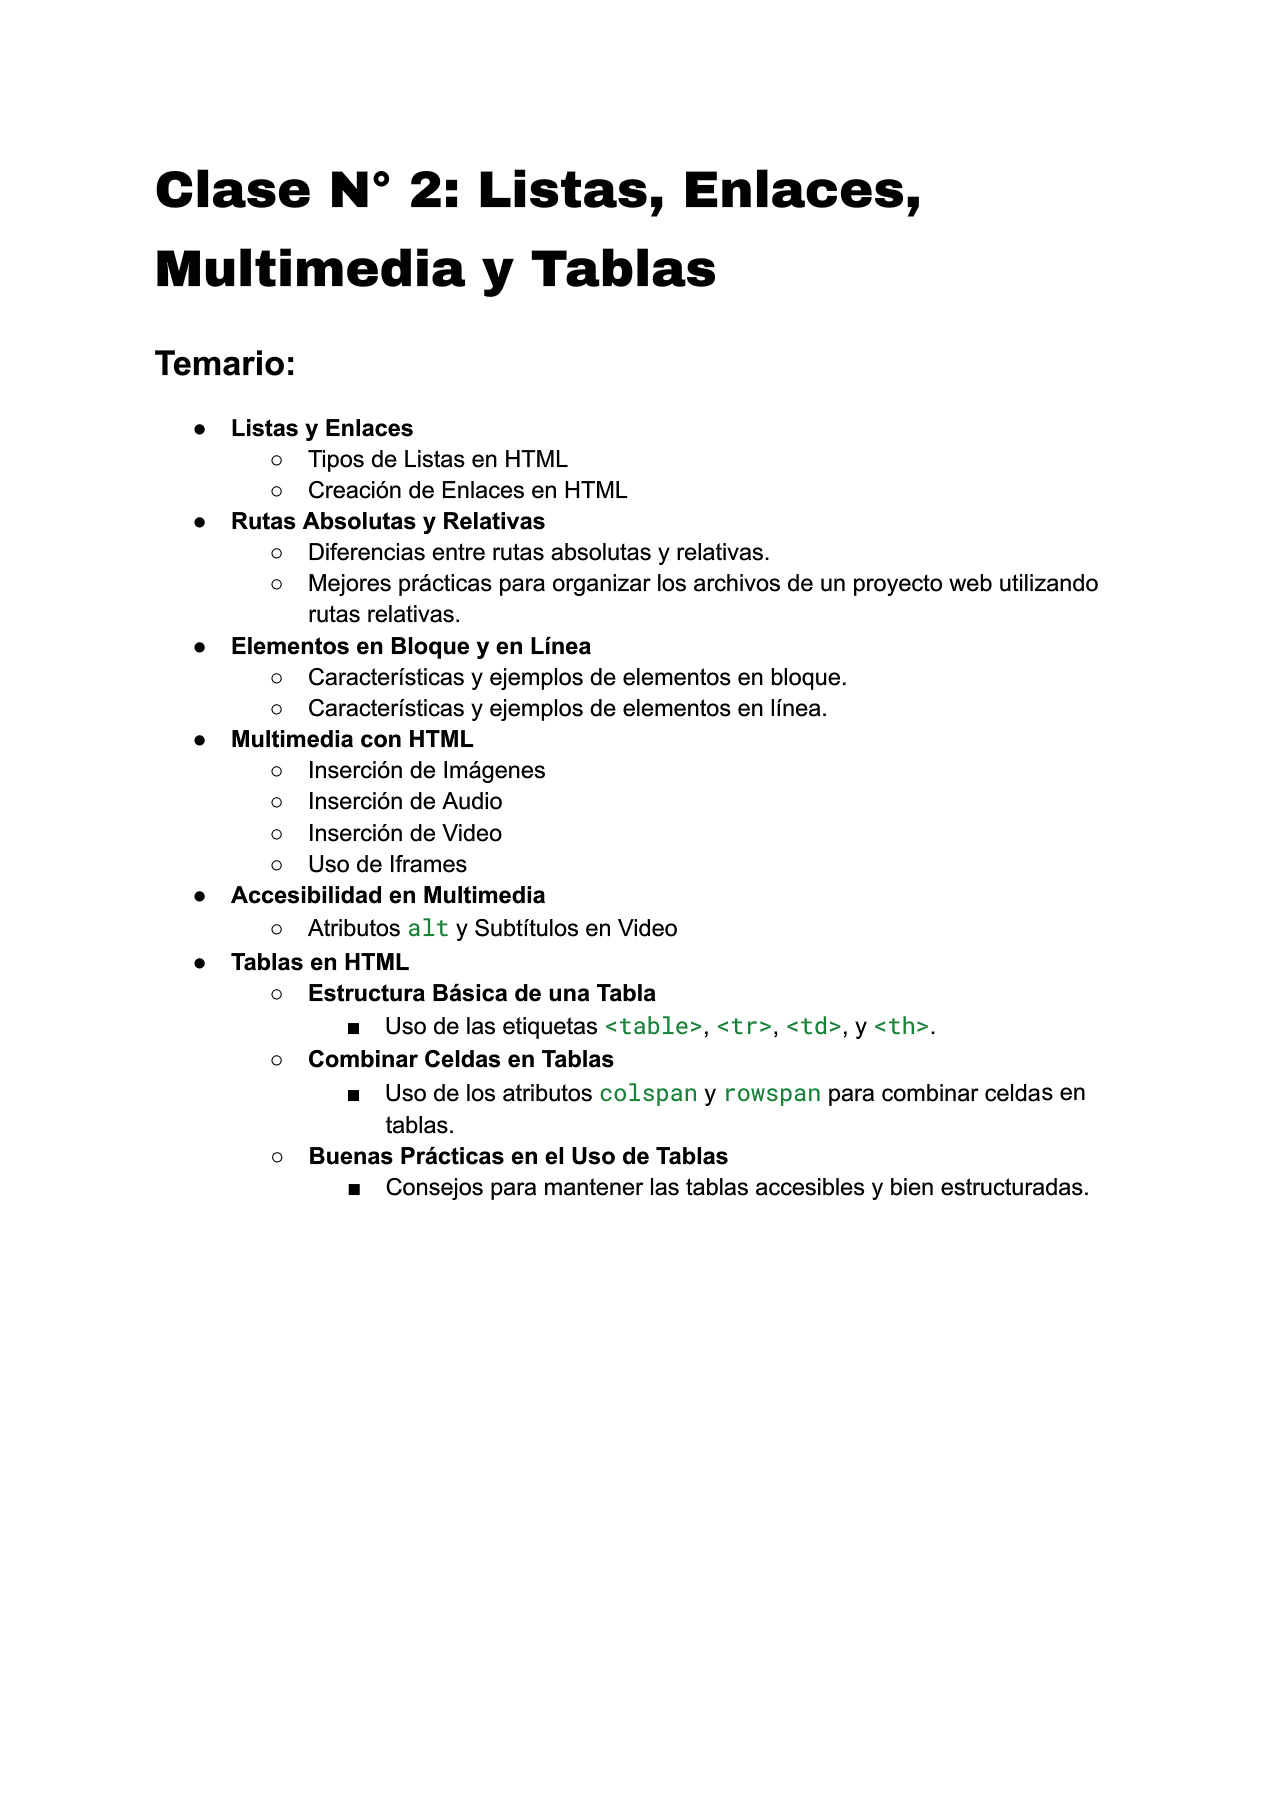 Clase N° 2: Listas, Enlaces,
Multimedia y Tablas
Temario:
● Listas y Enlaces
○ Tipos de Listas en HTML
○ Creación de Enlaces en HTML
● Rutas Absolutas y Relativas
○ Diferencias entre rutas absolutas y relativas.
○ Mejores prácticas para organizar los archivos de un proyecto web utilizando
rutas relativas.
● Elementos en Bloque y en Línea
○ Características y ejemplos de elementos en bloque.
○ Características y ejemplos de elementos en línea.
● Multimedia con HTML
○ Inserción de Imágenes
○ Inserción de Audio
○ Inserción de Video
○ Uso de Iframes
● Accesibilidad en Multimedia
○ Atributos alt y Subtítulos en Video
● Tablas en HTML
○ Estructura Básica de una Tabla
■ Uso de las etiquetas <table>, <tr>, <td>, y <th>.
○ Combinar Celdas en Tablas
■ Uso de los atributos colspan y rowspan para combinar celdas en
tablas.
○ Buenas Prácticas en el Uso de Tablas
■ Consejos para mantener las tablas accesibles y bien estructuradas.